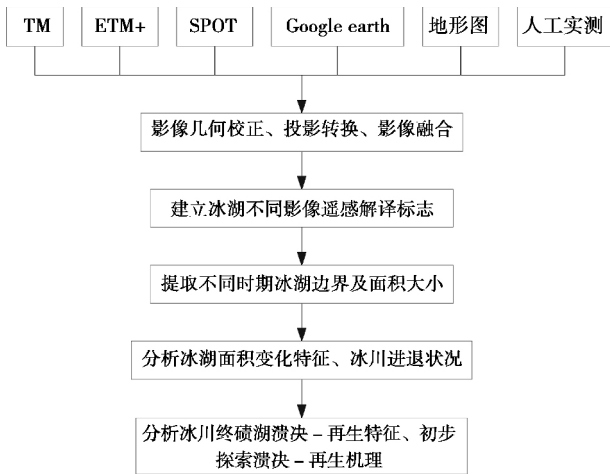 TM ETM+ SPOT Google earth 地形图 人工实测
影像几何校正、投影转换、影像融合
建立冰湖不同影像遥感解译标志
提取不同时期冰湖边界及面积大小
分析冰湖面积变化特征、冰川进退状况
分析冰川终碛湖溃决－再生特征、初步
探索溃决－再生机理